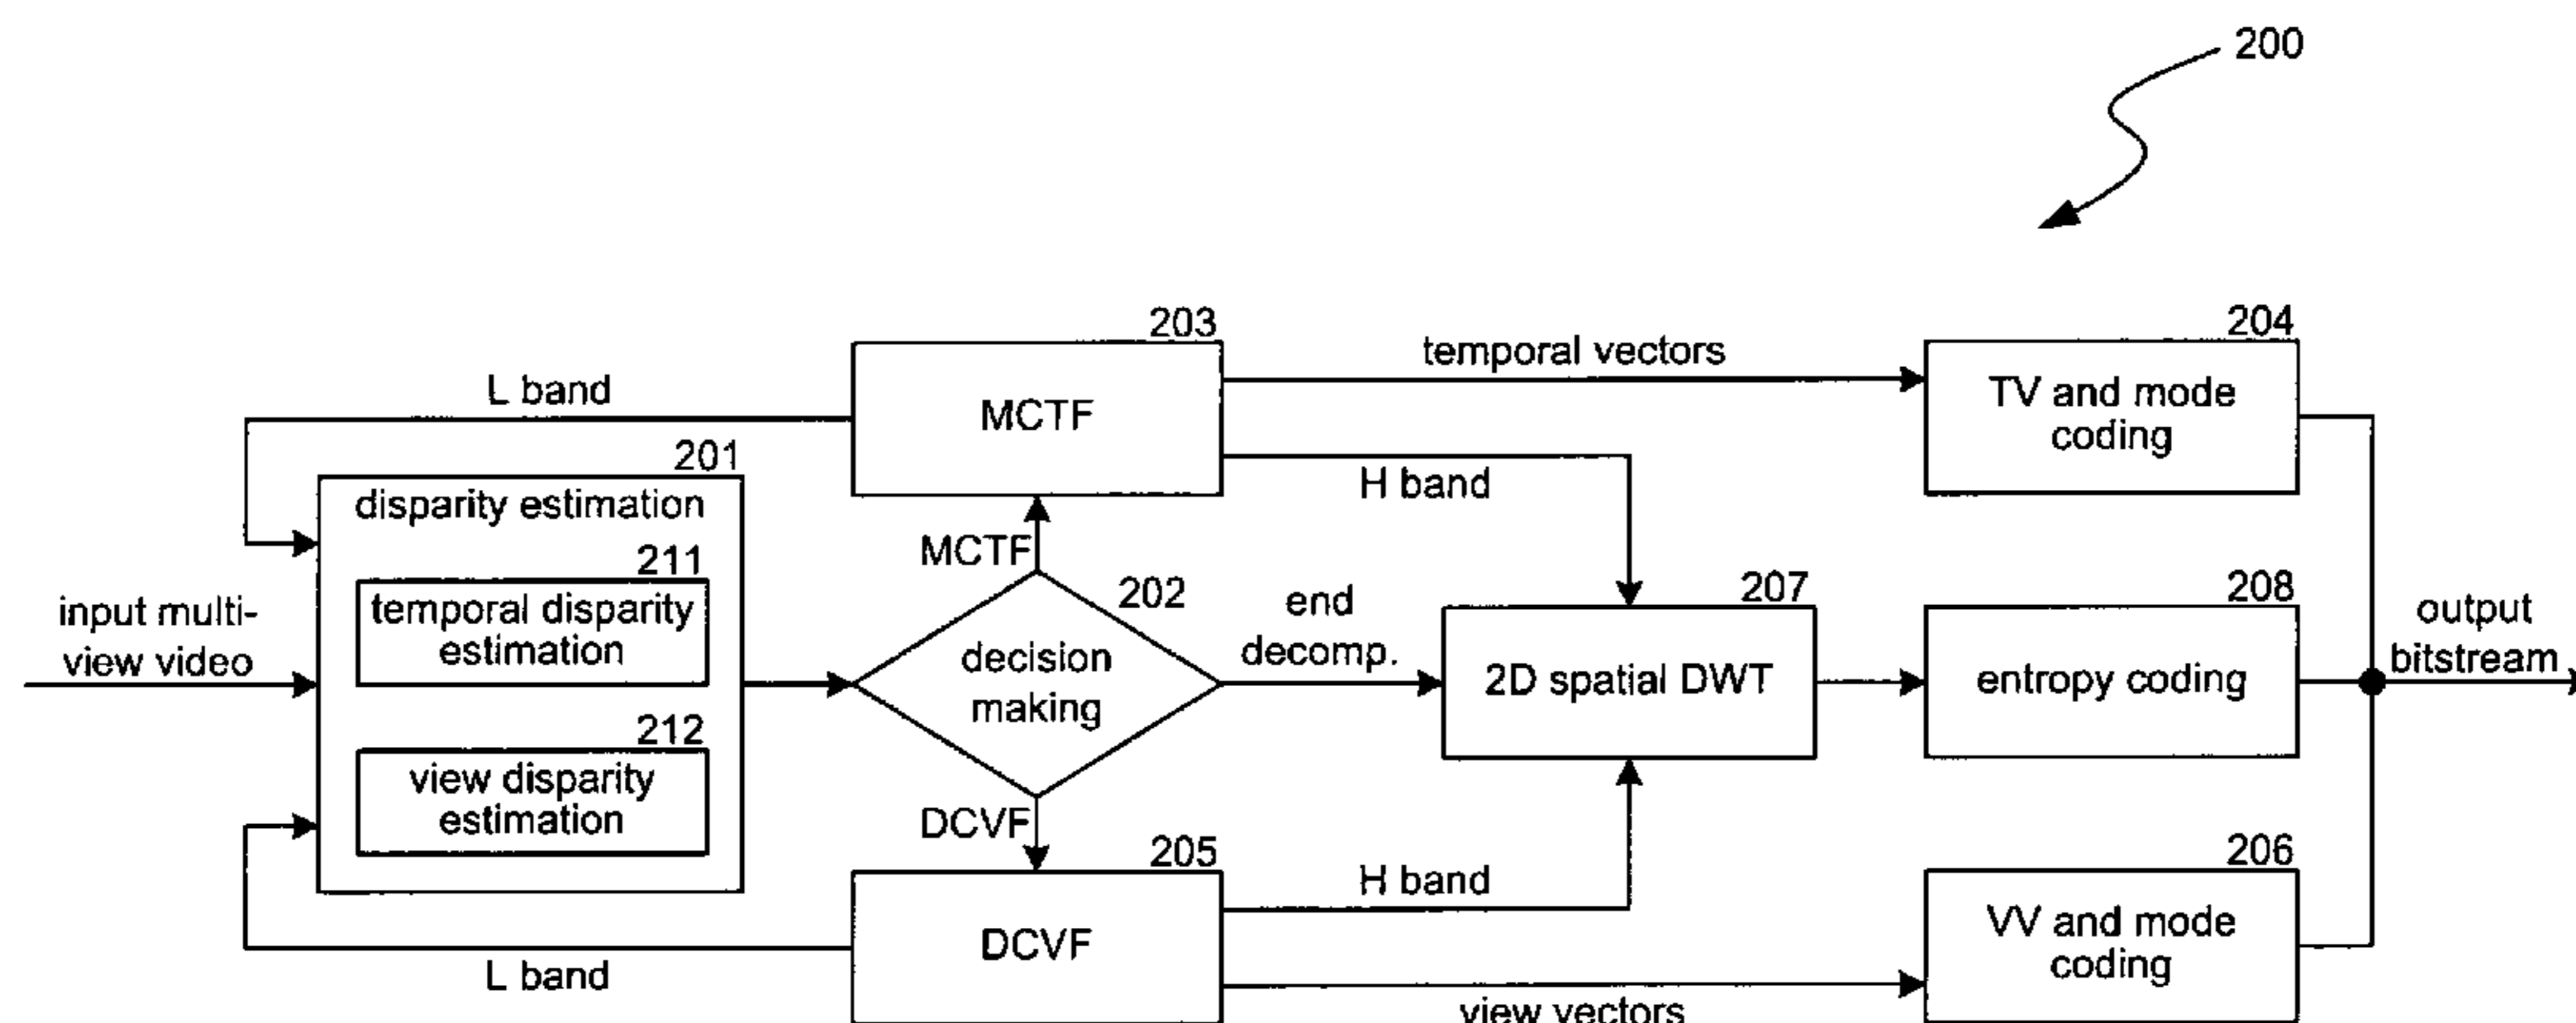 200
203
204
temporal vectors
L band
MCTF
TV and mode
coding
201
H band
disparity estimation
211
MCTF
temporal disparity
estimation
202
207
208
input multi-
view video
end
decomp.
output
bitstream
decision
making
2D spatial DWT
entropy coding
212
view disparity
estimation
DCVF
205
206
H band
DCVF
VV and mode
coding
L band
view vectors